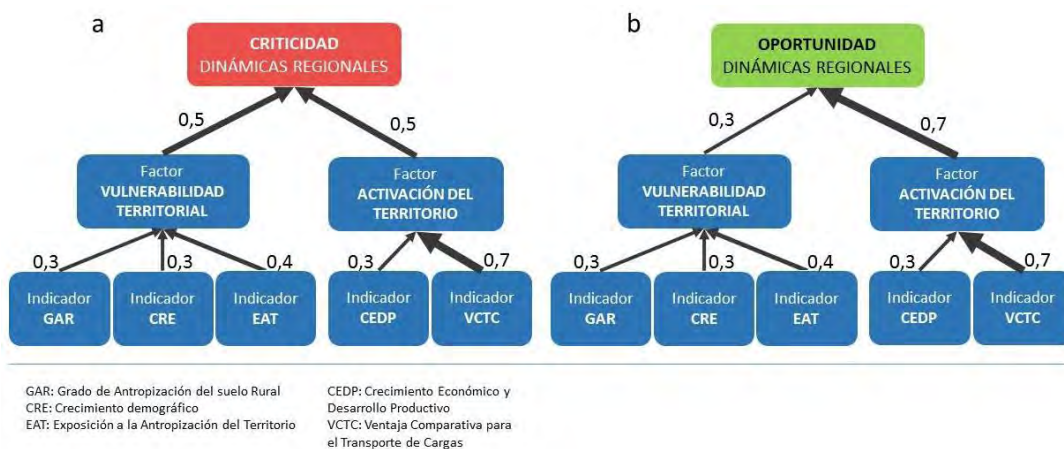 a
CRITICIDAD
DINÁMICAS REGIONALES
0,5
0,5
Factor
VULNERABILIDAD
TERRITORIAL
Factor
ACTIVACIÓN DEL
TERRITORIO
0,3
0,3
0,4
0,3
0,7
Indicador
GAR
Indicador
CRE
Indicador
EAT
Indicador
CEDP
Indicador
VCTC
b
OPORTUNIDAD
DINÁMICAS REGIONALES
0,3
0,7
Factor
VULNERABILIDAD
TERRITORIAL
Factor
ACTIVACIÓN DEL
TERRITORIO
0,3
0,3
0,4
0,3
0,7
Indicador
GAR
Indicador
CRE
Indicador
EAT
Indicador
CEDP
Indicador
VCTC
GAR: Grado de Antropización del suelo Rural
CRE: Crecimiento demográfico
EAT: Exposición a la Antropización del Territorio
CEDP: Crecimiento Económico y
Desarrollo Productivo
VCTC: Ventaja Comparativa para
el Transporte de Cargas